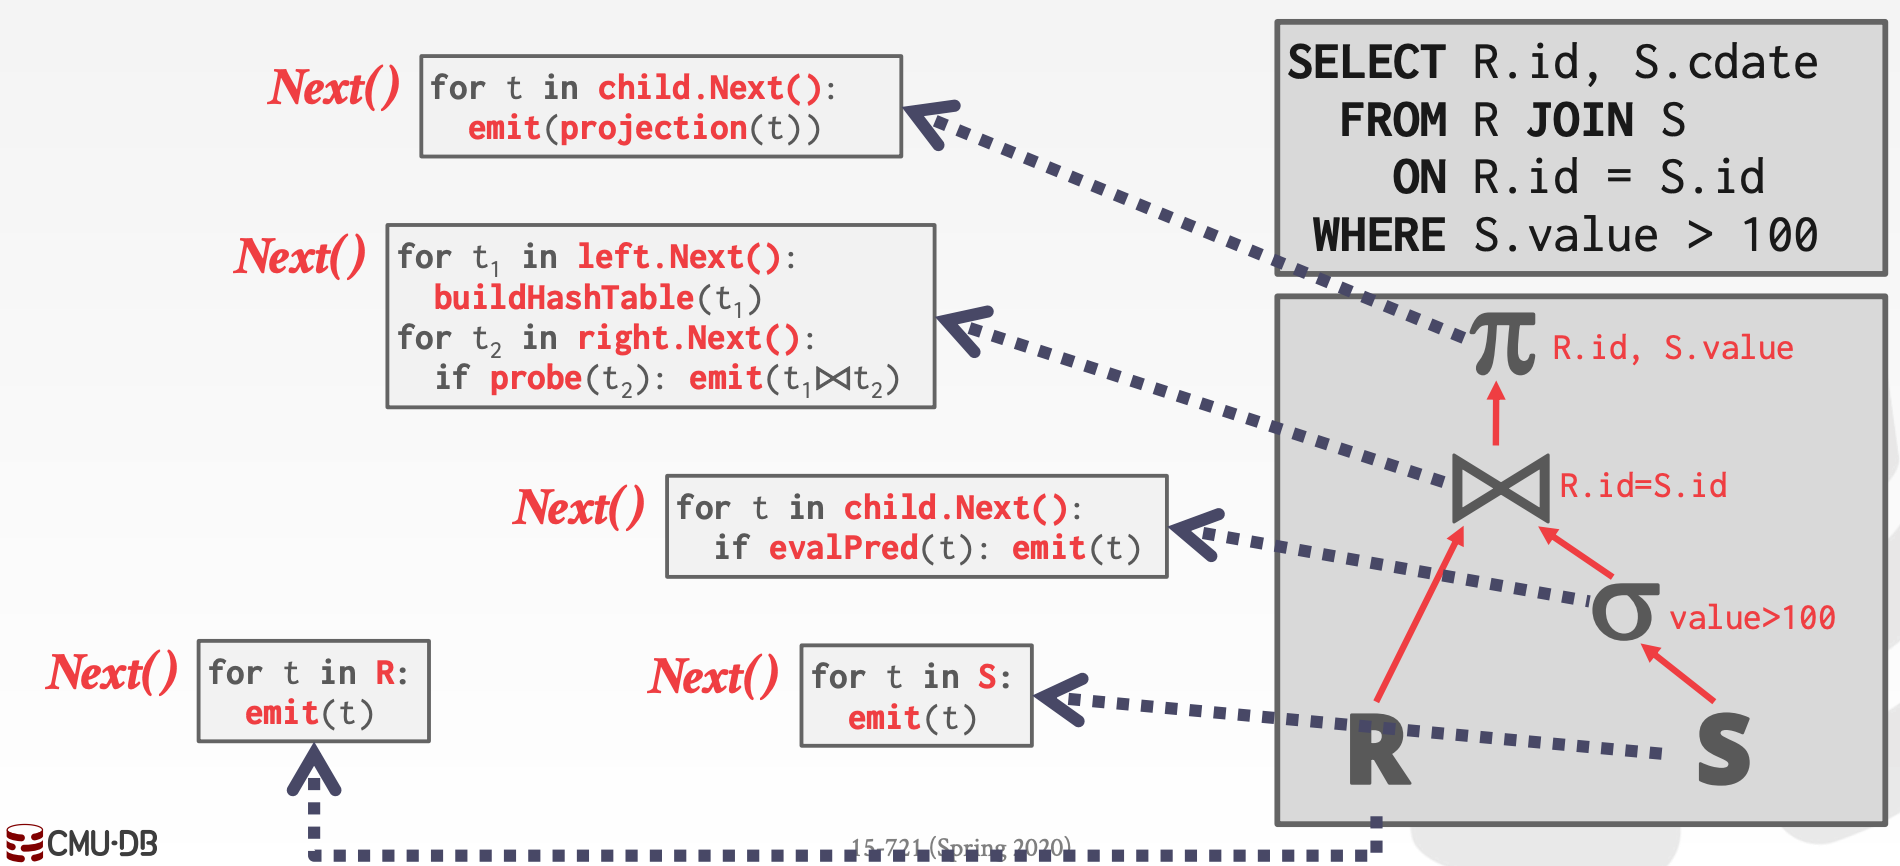 Next()
for t in child.Next():
emit(projection(t))
Next()
for t₁ in left.Next():
buildHashTable(t₁)
for t₂ in right.Next():
if probe(t₂): emit(t₁⨝t₂)
Next()
for t in child.Next():
if evalPred(t): emit(t)
Next()
for t in R:
emit(t)
Next()
for t in S:
emit(t)
SELECT R.id, S.cdate
FROM R JOIN S
ON R.id = S.id
WHERE S.value > 100
π R.id, S.value
⨝ R.id=S.id
σ value>100
R
S
CMU·DB
15-721 (Spring 2020)